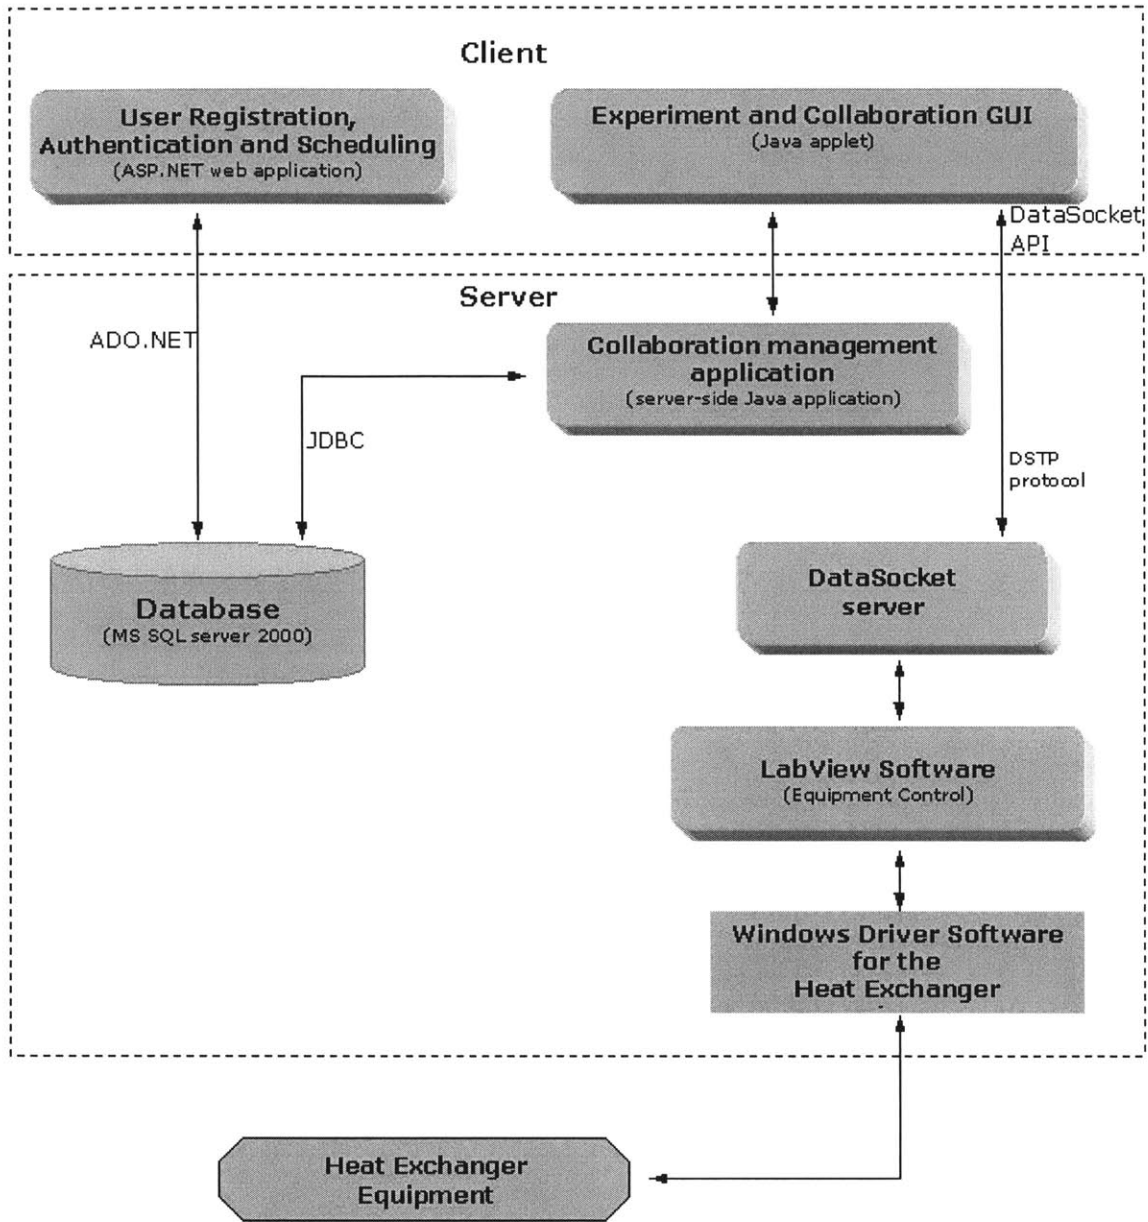 Client
User Registration,
Authentication and Scheduling
(ASP.NET web application)
Experiment and Collaboration GUI
(Java applet)
DataSocket
API
Server
ADO.NET
Collaboration management
application
(server-side Java application)
JDBC
DSTP
protocol
Database
(MS SQL server 2000)
DataSocket
server
LabView Software
(Equipment Control)
Windows Driver Software
for the
Heat Exchanger
Heat Exchanger
Equipment